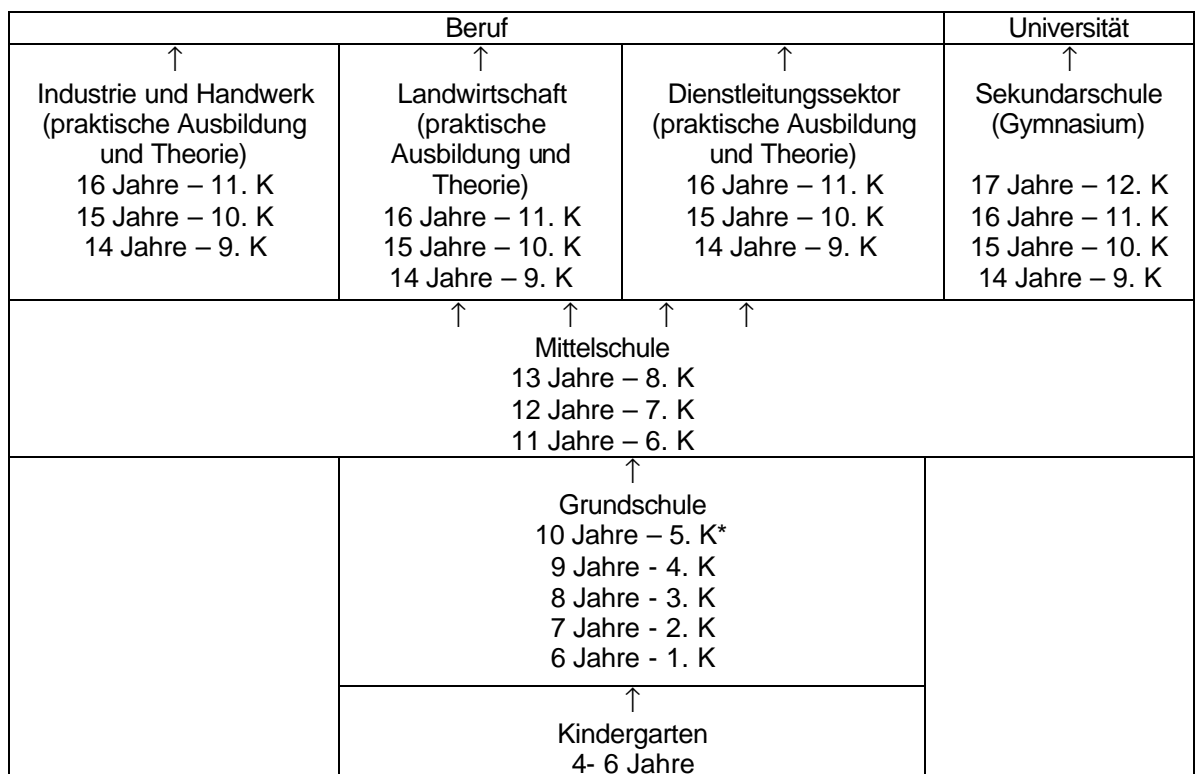 Beruf
Universität
↑
Industrie und Handwerk
(praktische Ausbildung
und Theorie)
16 Jahre – 11. K
15 Jahre – 10. K
14 Jahre – 9. K
↑
Landwirtschaft
(praktische
Ausbildung und
Theorie)
16 Jahre – 11. K
15 Jahre – 10. K
14 Jahre – 9. K
↑
Dienstleitungssektor
(praktische Ausbildung
und Theorie)
16 Jahre – 11. K
15 Jahre – 10. K
14 Jahre – 9. K
↑
Sekundarschule
(Gymnasium)
17 Jahre – 12. K
16 Jahre – 11. K
15 Jahre – 10. K
14 Jahre – 9. K
↑ ↑ ↑ ↑
Mittelschule
13 Jahre – 8. K
12 Jahre – 7. K
11 Jahre – 6. K
↑
Grundschule
10 Jahre – 5. K*
9 Jahre - 4. K
8 Jahre - 3. K
7 Jahre - 2. K
6 Jahre - 1. K
↑
Kindergarten
4- 6 Jahre